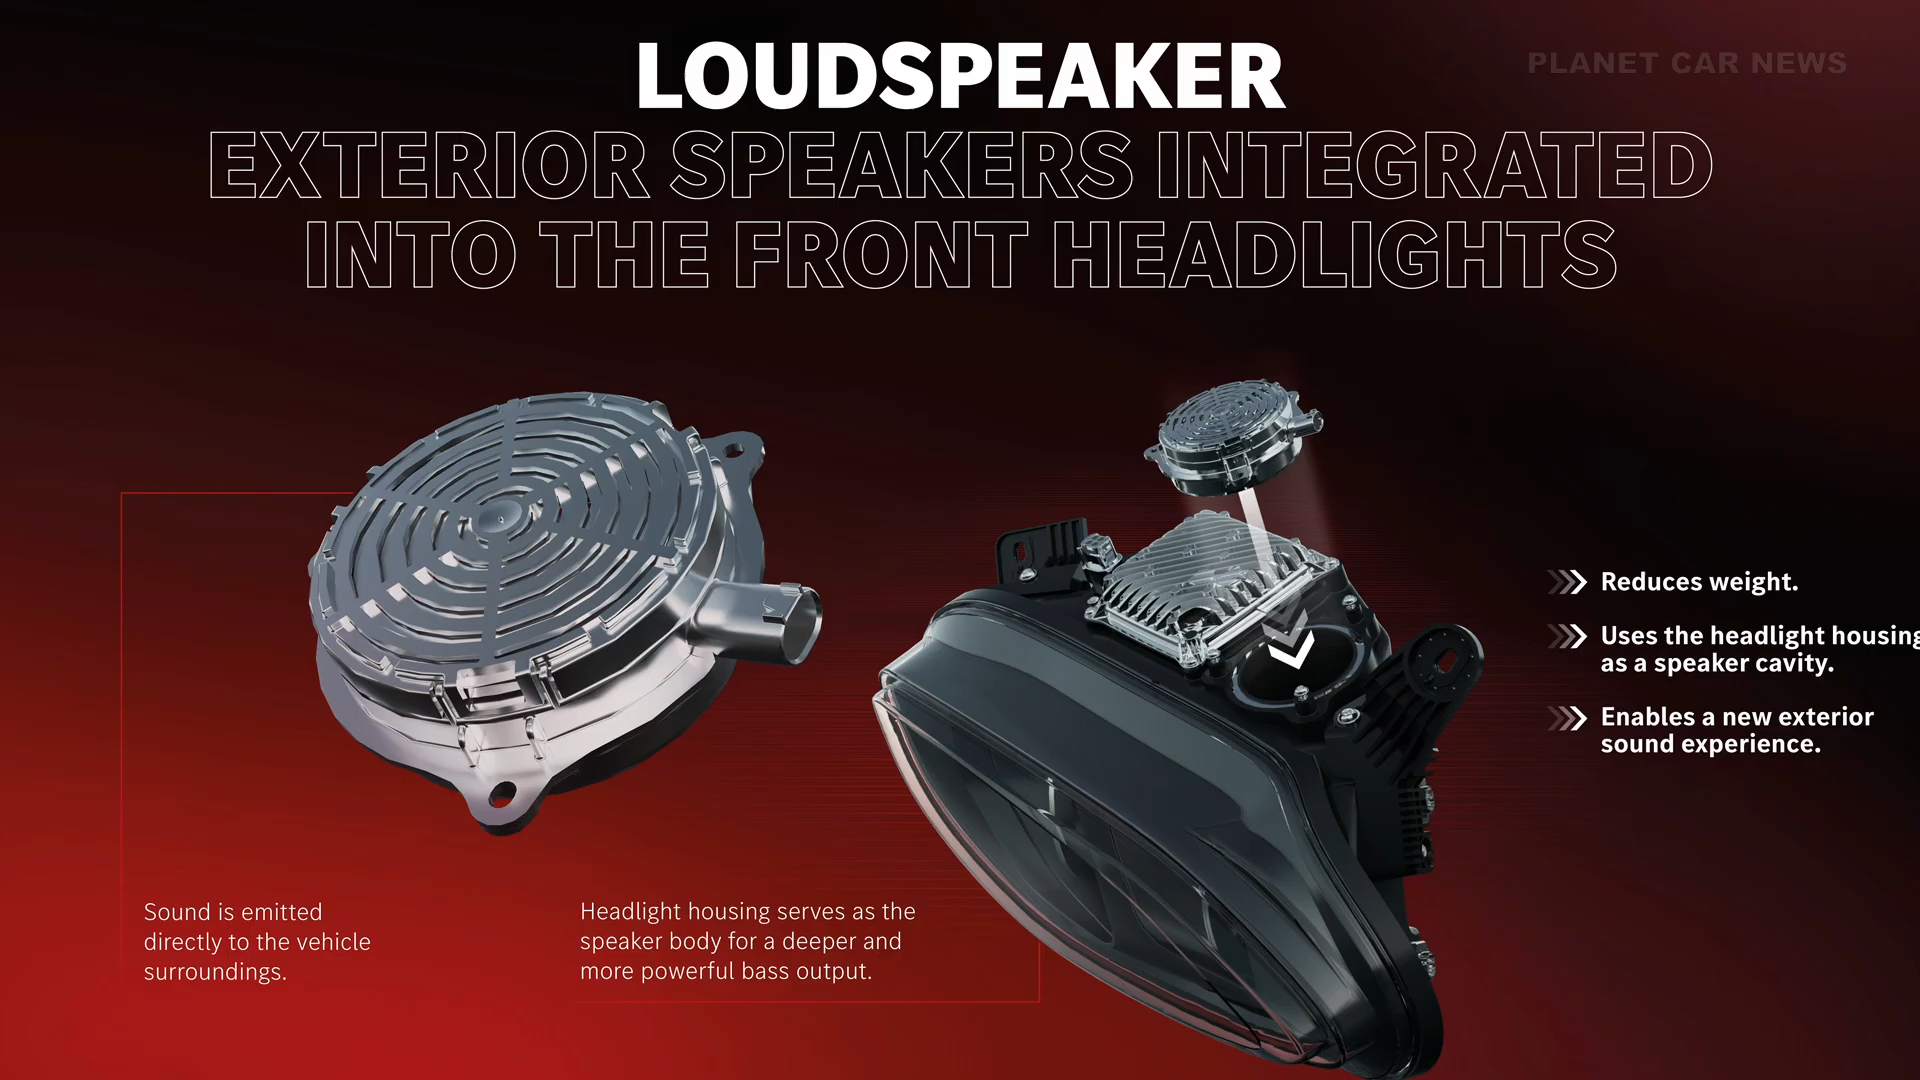 LOUDSPEAKER
PLANET CAR NEWS
EXTERIOR SPEAKERS INTEGRATED
INTO THE FRONT HEADLIGHTS
Reduces weight.
Uses the headlight housing
as a speaker cavity.
Enables a new exterior
sound experience.
Sound is emitted
directly to the vehicle
surroundings.
Headlight housing serves as the
speaker body for a deeper and
more powerful bass output.